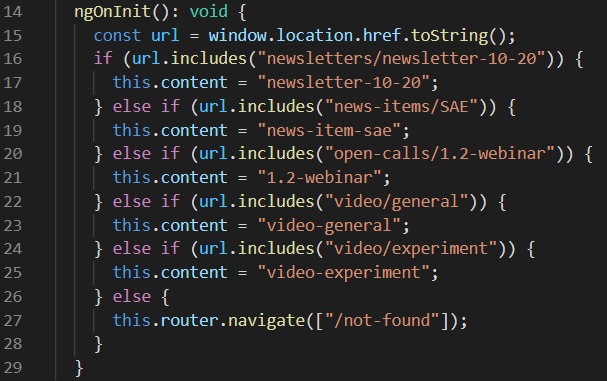 14 ngOnInit(): void {
15 const url = window.location.href.toString();
16 if (url.includes("newsletters/newsletter-10-20")) {
17 this.content = "newsletter-10-20";
18 } else if (url.includes("news-items/SAE")) {
19 this.content = "news-item-sae";
20 } else if (url.includes("open-calls/1.2-webinar")) {
21 this.content = "1.2-webinar";
22 } else if (url.includes("video/general")) {
23 this.content = "video-general";
24 } else if (url.includes("video/experiment")) {
25 this.content = "video-experiment";
26 } else {
27 this.router.navigate(["/not-found"]);
28 }
29 }